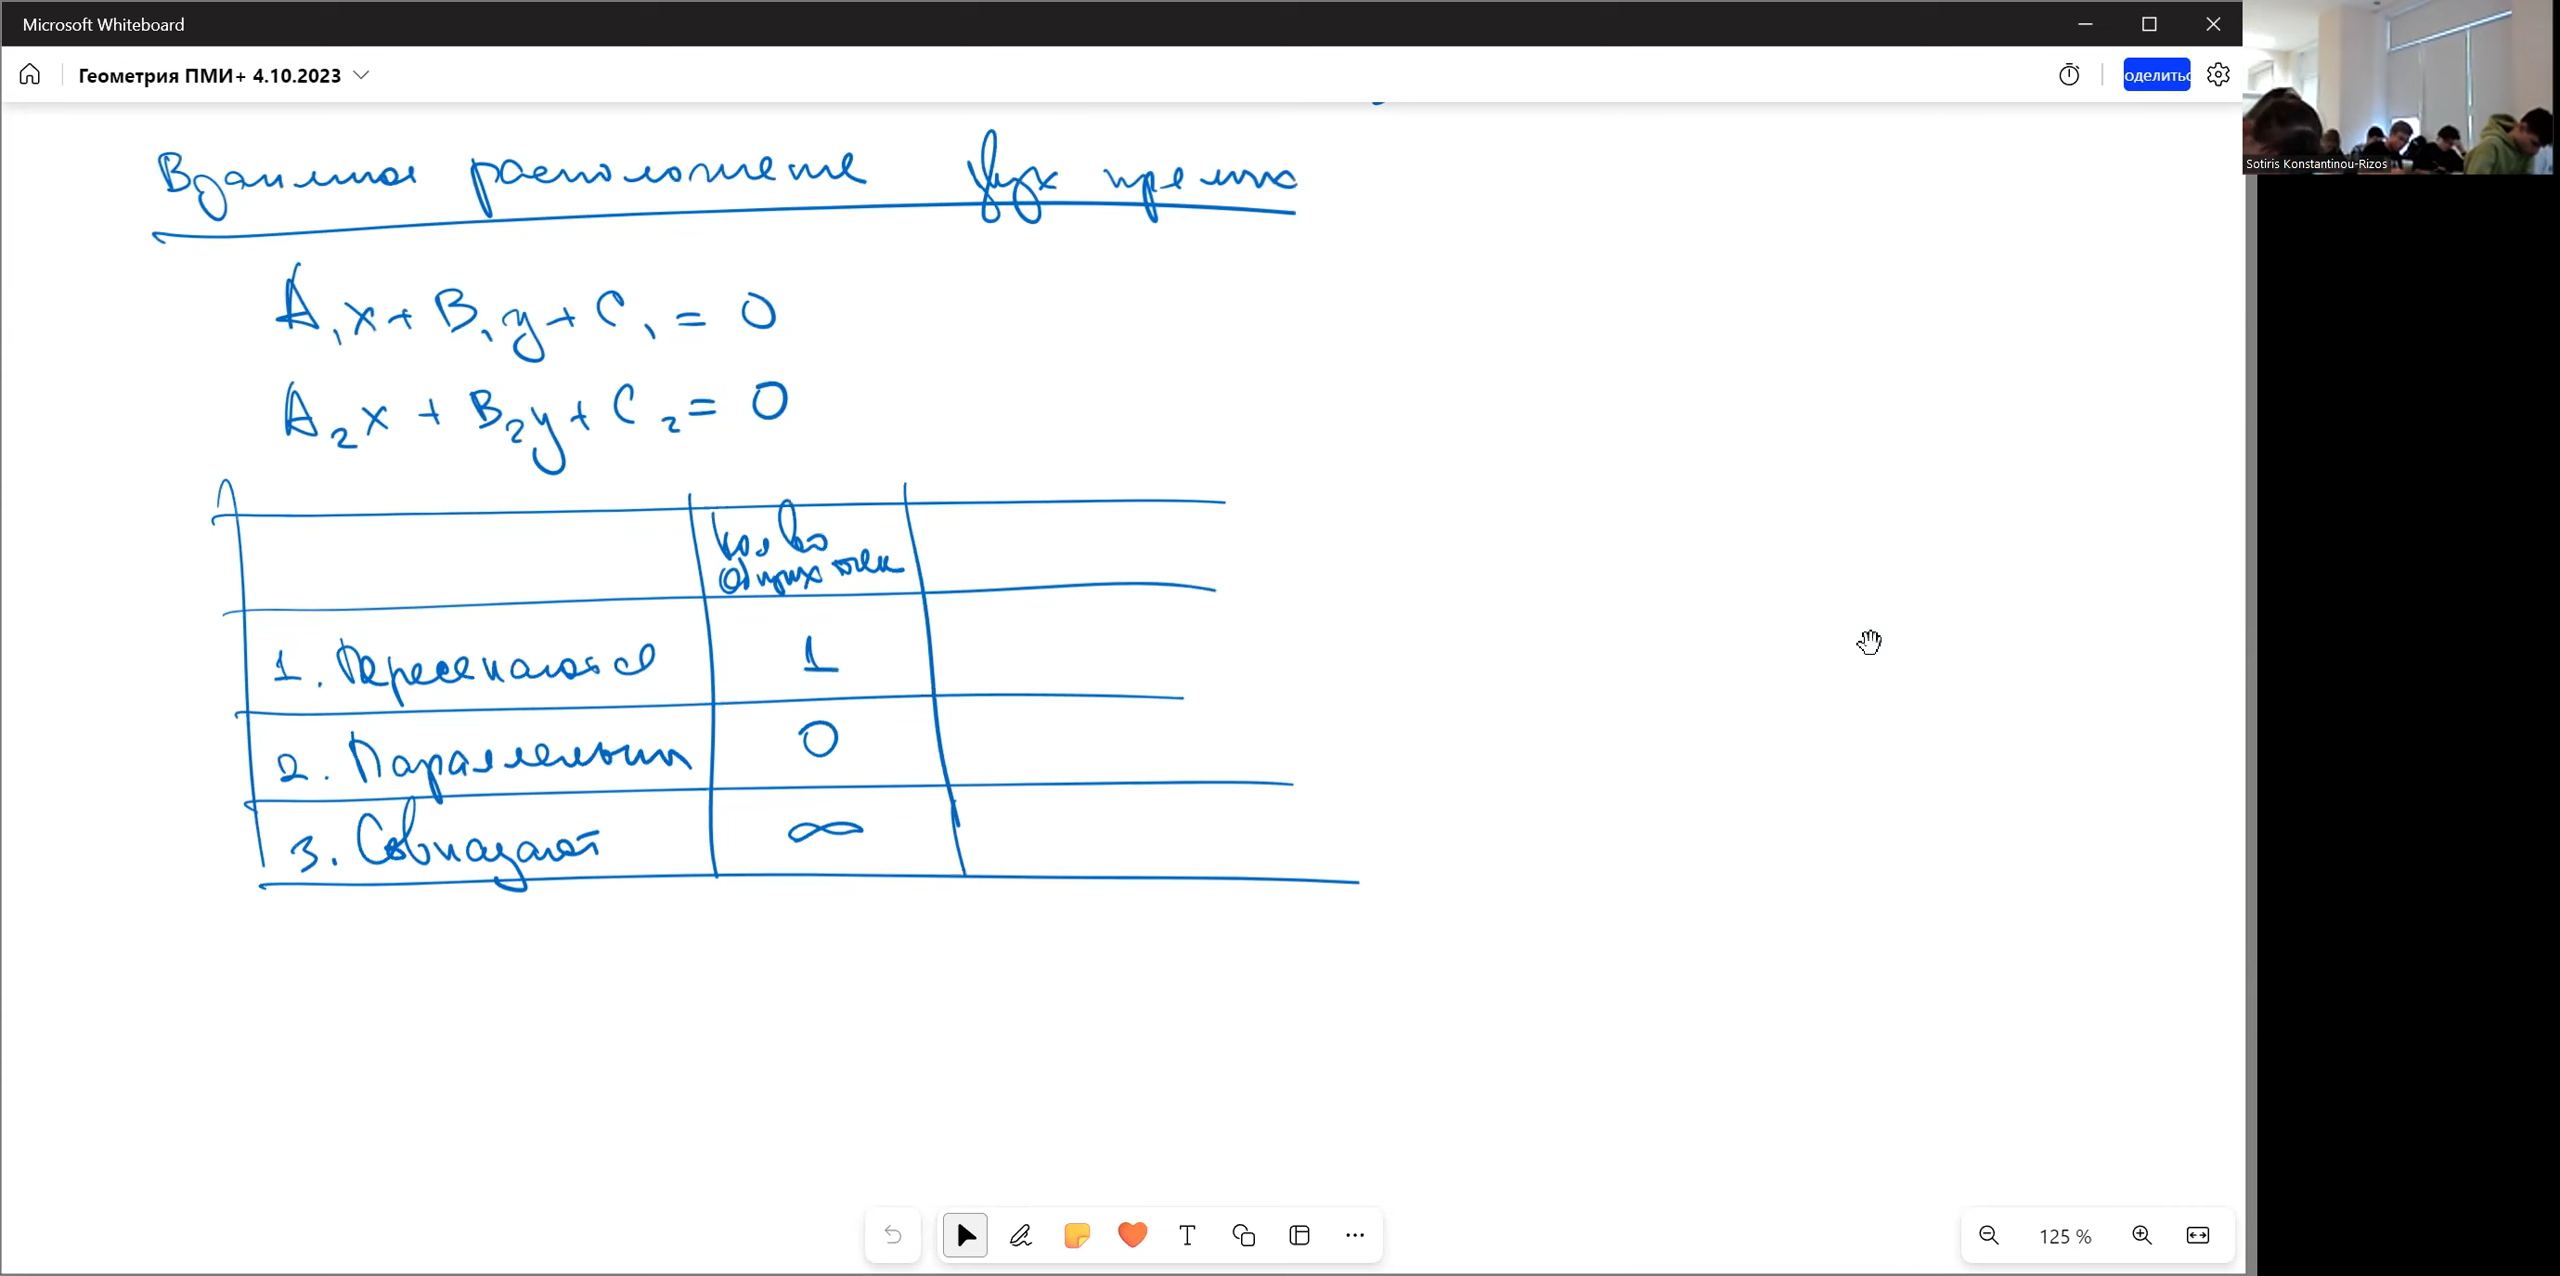 Microsoft Whiteboard
Геометрия ПМИ+ 4.10.2023
оделитьс
Sotiris Konstantinou-Rizos
Взаимное расположение двух прямых
A₁x + B₁y + C₁ = 0
A₂x + B₂y + C₂ = 0
Кол-во
общих точек
1. Пересекаются 1
2. Параллельны 0
3. Совпадают ∞
125 %